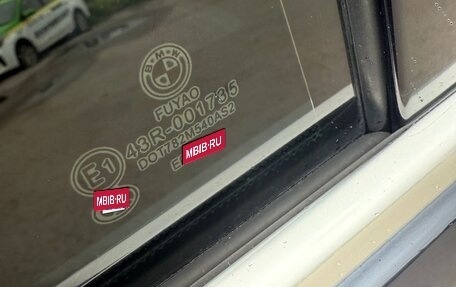 BMW
FUYAO
E1
43R-001735
DOT782M540AS2
E
MBIB·RU
MBIB·RU